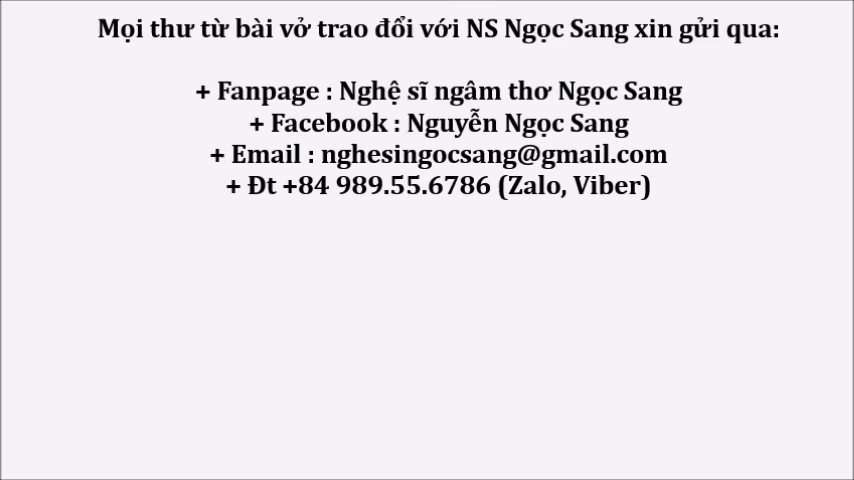 Mọi thư từ bài vở trao đổi với NS Ngọc Sang xin gửi qua:
+ Fanpage : Nghệ sĩ ngâm thơ Ngọc Sang
+ Facebook : Nguyễn Ngọc Sang
+ Email : nghesingocsang@gmail.com
+ Đt +84 989.55.6786 (Zalo, Viber)